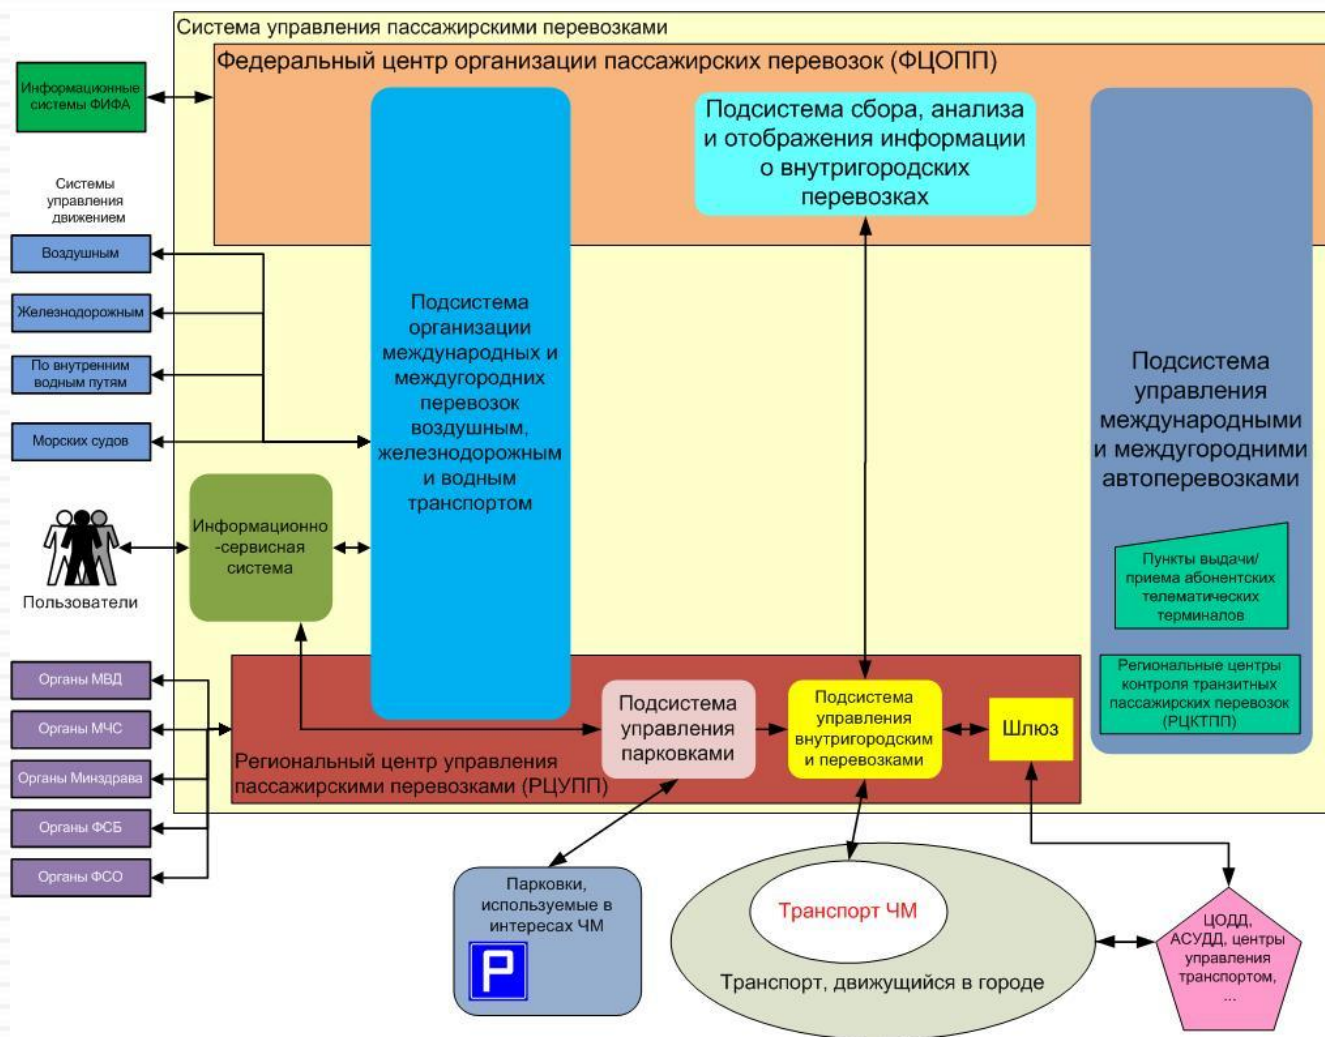 Система управления пассажирскими перевозками
Федеральный центр организации пассажирских перевозок (ФЦОПП)
Информационные
системы ФИФА
Подсистема сбора, анализа
и отображения информации
о внутригородских
перевозках
Системы
управления
движением
Воздушным
Железнодорожным
По внутренним
водным путям
Морских судов
Подсистема
организации
международных и
междугородних
перевозок
воздушным,
железнодорожным
и водным
транспортом
Подсистема
управления
международными
и междугородними
автоперевозками
Информационно
-сервисная
система
Пользователи
Пункты выдачи/
приема абонентских
телематических
терминалов
Региональные центры
контроля транзитных
пассажирских перевозок
(РЦКТПП)
Органы МВД
Органы МЧС
Органы Минздрава
Органы ФСБ
Органы ФСО
Подсистема
управления
парковками
Подсистема
управления
внутригородским
и перевозками
Шлюз
Региональный центр управления
пассажирскими перевозками (РЦУПП)
Парковки,
используемые в
интересах ЧМ
P
Транспорт ЧМ
Транспорт, движущийся в городе
ЦОДД,
АСУДД, центры
управления
транспортом,
...